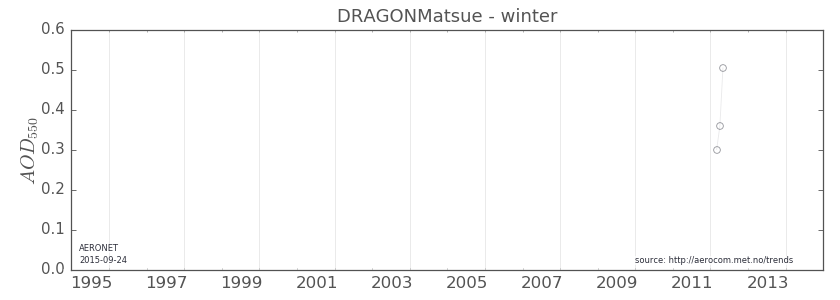 DRAGONMatsue - winter
0.6
0.5
0.4
0.3
0.2
0.1
0.0
AOD550
AERONET
2015-09-24
source: http://aerocom.met.no/trends
1995 1997 1999 2001 2003 2005 2007 2009 2011 2013